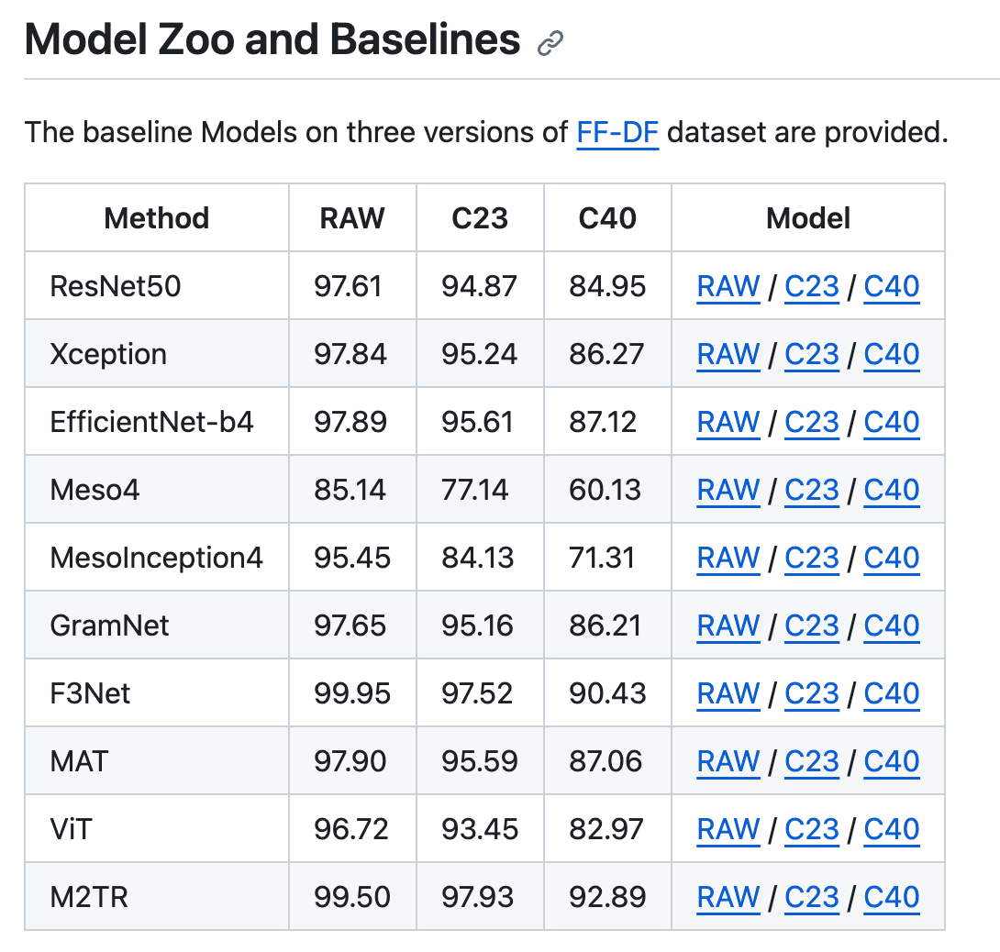 Model Zoo and Baselines
The baseline Models on three versions of FF-DF dataset are provided.
Method RAW C23 C40 Model
ResNet50 97.61 94.87 84.95 RAW / C23 / C40
Xception 97.84 95.24 86.27 RAW / C23 / C40
EfficientNet-b4 97.89 95.61 87.12 RAW / C23 / C40
Meso4 85.14 77.14 60.13 RAW / C23 / C40
MesoInception4 95.45 84.13 71.31 RAW / C23 / C40
GramNet 97.65 95.16 86.21 RAW / C23 / C40
F3Net 99.95 97.52 90.43 RAW / C23 / C40
MAT 97.90 95.59 87.06 RAW / C23 / C40
ViT 96.72 93.45 82.97 RAW / C23 / C40
M2TR 99.50 97.93 92.89 RAW / C23 / C40